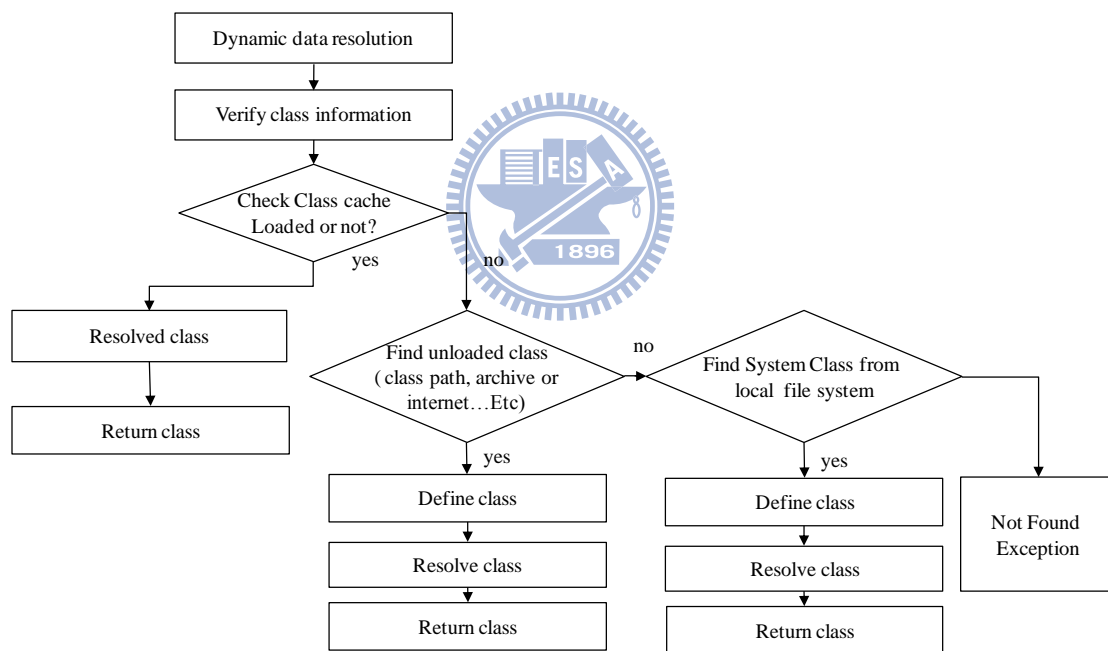 Dynamic data resolution
Verify class information
Check Class cache
Loaded or not?
yes
no
Resolved class
Return class
Find unloaded class
( class path, archive or
internet…Etc)
no
Find System Class from
local file system
yes
Define class
Resolve class
Return class
yes
Define class
Resolve class
Return class
Not Found
Exception
E S A
1896